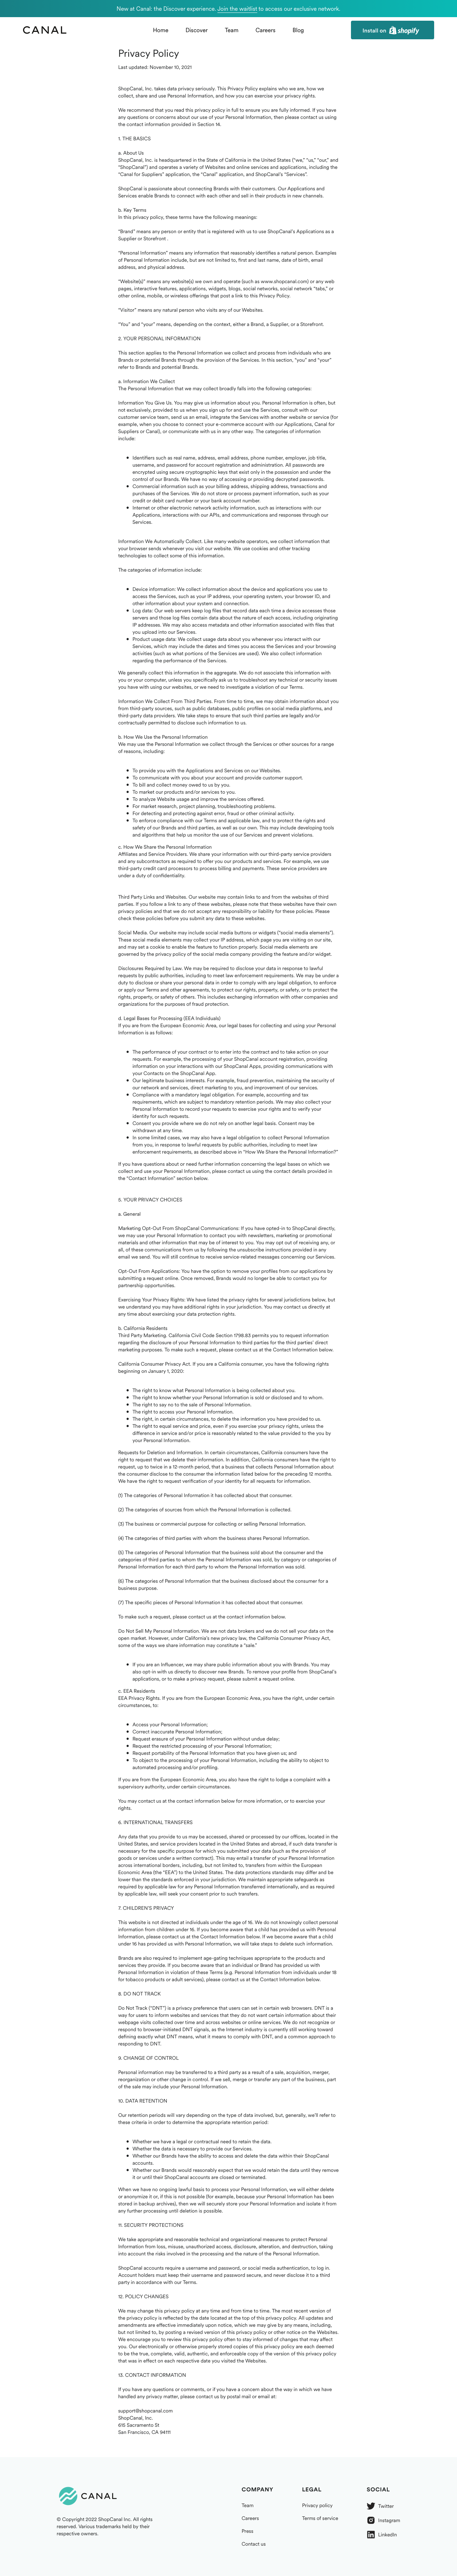 New at Canal: the Discover experience. Join the waitlist to access our exclusive network.
CANAL
Home
Discover
Team
Careers
Blog
Install on shopify
Privacy Policy
Last updated: November 10, 2021
ShopCanal, Inc. takes data privacy seriously. This Privacy Policy explains who we are, how we
collect, share and use Personal Information, and how you can exercise your privacy rights.
We recommend that you read this privacy policy in full to ensure you are fully informed. If you have
any questions or concerns about our use of your Personal Information, then please contact us using
the contact information provided in Section 14.
1. THE BASICS
a. About Us
ShopCanal, Inc. is headquartered in the State of California in the United States (“we,” “us,” “our,” and
“ShopCanal”) and operates a variety of Websites and online services and applications, including the
“Canal for Suppliers” application, the “Canal” application, and ShopCanal's “Services”.
ShopCanal is passionate about connecting Brands with their customers. Our Applications and
Services enable Brands to connect with each other and sell in their products in new channels.
b. Key Terms
In this privacy policy, these terms have the following meanings:
“Brand” means any person or entity that is registered with us to use ShopCanal's Applications as a
Supplier or Storefront .
“Personal Information” means any information that reasonably identifies a natural person. Examples
of Personal Information include, but are not limited to, first and last name, date of birth, email
address, and physical address.
“Website(s)” means any website(s) we own and operate (such as www.shopcanal.com) or any web
pages, interactive features, applications, widgets, blogs, social networks, social network “tabs,” or
other online, mobile, or wireless offerings that post a link to this Privacy Policy.
“Visitor” means any natural person who visits any of our Websites.
“You” and “your” means, depending on the context, either a Brand, a Supplier, or a Storefront.
2. YOUR PERSONAL INFORMATION
This section applies to the Personal Information we collect and process from individuals who are
Brands or potential Brands through the provision of the Services. In this section, “you” and “your”
refer to Brands and potential Brands.
a. Information We Collect
The Personal Information that we may collect broadly falls into the following categories:
Information You Give Us. You may give us information about you. Personal Information is often, but
not exclusively, provided to us when you sign up for and use the Services, consult with our
customer service team, send us an email, integrate the Services with another website or service (for
example, when you choose to connect your e-commerce account with our Applications, Canal for
Suppliers or Canal), or communicate with us in any other way. The categories of information
include:
Identifiers such as real name, address, email address, phone number, employer, job title,
username, and password for account registration and administration. All passwords are
encrypted using secure cryptographic keys that exist only in the possession and under the
control of our Brands. We have no way of accessing or providing decrypted passwords.
Commercial information such as your billing address, shipping address, transactions and
purchases of the Services. We do not store or process payment information, such as your
credit or debit card number or your bank account number.
Internet or other electronic network activity information, such as interactions with our
Applications, interactions with our APIs, and communications and responses through our
Services.
Information We Automatically Collect. Like many website operators, we collect information that
your browser sends whenever you visit our website. We use cookies and other tracking
technologies to collect some of this information.
The categories of information include:
Device information: We collect information about the device and applications you use to
access the Services, such as your IP address, your operating system, your browser ID, and
other information about your system and connection.
Log data: Our web servers keep log files that record data each time a device accesses those
servers and those log files contain data about the nature of each access, including originating
IP addresses. We may also access metadata and other information associated with files that
you upload into our Services.
Product usage data: We collect usage data about you whenever you interact with our
Services, which may include the dates and times you access the Services and your browsing
activities (such as what portions of the Services are used). We also collect information
regarding the performance of the Services.
We generally collect this information in the aggregate. We do not associate this information with
you or your computer, unless you specifically ask us to troubleshoot any technical or security issues
you have with using our websites, or we need to investigate a violation of our Terms.
Information We Collect From Third Parties. From time to time, we may obtain information about you
from third-party sources, such as public databases, public profiles on social media platforms, and
third-party data providers. We take steps to ensure that such third parties are legally and/or
contractually permitted to disclose such information to us.
b. How We Use the Personal Information
We may use the Personal Information we collect through the Services or other sources for a range
of reasons, including:
To provide you with the Applications and Services on our Websites.
To communicate with you about your account and provide customer support.
To bill and collect money owed to us by you.
To market our products and/or services to you.
To analyze Website usage and improve the services offered.
For market research, project planning, troubleshooting problems.
For detecting and protecting against error, fraud or other criminal activity.
To enforce compliance with our Terms and applicable law, and to protect the rights and
safety of our Brands and third parties, as well as our own. This may include developing tools
and algorithms that help us monitor the use of our Services and prevent violations.
c. How We Share the Personal Information
Affiliates and Service Providers. We share your information with our third-party service providers
and any subcontractors as required to offer you our products and services. For example, we use
third-party credit card processors to process billing and payments. These service providers are
under a duty of confidentiality.
Third Party Links and Websites. Our website may contain links to and from the websites of third
parties. If you follow a link to any of these websites, please note that these websites have their own
privacy policies and that we do not accept any responsibility or liability for these policies. Please
check these policies before you submit any data to these websites.
Social Media. Our website may include social media buttons or widgets (“social media elements”).
These social media elements may collect your IP address, which page you are visiting on our site,
and may set a cookie to enable the feature to function properly. Social media elements are
governed by the privacy policy of the social media company providing the feature and/or widget.
Disclosures Required by Law. We may be required to disclose your data in response to lawful
requests by public authorities, including to meet law enforcement requirements. We may be under a
duty to disclose or share your personal data in order to comply with any legal obligation, to enforce
or apply our Terms and other agreements, to protect our rights, property, or safety, or to protect the
rights, property, or safety of others. This includes exchanging information with other companies and
organizations for the purposes of fraud protection.
d. Legal Bases for Processing (EEA Individuals)
If you are from the European Economic Area, our legal bases for collecting and using your Personal
Information is as follows:
The performance of your contract or to enter into the contract and to take action on your
requests. For example, the processing of your ShopCanal account registration, providing
information on your interactions with our ShopCanal Apps, providing communications with
your Contacts on the ShopCanal App.
Our legitimate business interests. For example, fraud prevention, maintaining the security of
our network and services, direct marketing to you, and improvement of our services.
Compliance with a mandatory legal obligation. For example, accounting and tax
requirements, which are subject to mandatory retention periods. We may also collect your
Personal Information to record your requests to exercise your rights and to verify your
identity for such requests.
Consent you provide where we do not rely on another legal basis. Consent may be
withdrawn at any time.
In some limited cases, we may also have a legal obligation to collect Personal Information
from you, in response to lawful requests by public authorities, including to meet law
enforcement requirements, as described above in “How We Share the Personal Information?”
If you have questions about or need further information concerning the legal bases on which we
collect and use your Personal Information, please contact us using the contact details provided in
the “Contact Information” section below.
5. YOUR PRIVACY CHOICES
a. General
Marketing Opt-Out From ShopCanal Communications: If you have opted-in to ShopCanal directly,
we may use your Personal Information to contact you with newsletters, marketing or promotional
materials and other information that may be of interest to you. You may opt out of receiving any, or
all, of these communications from us by following the unsubscribe instructions provided in any
email we send. You will still continue to receive service-related messages concerning our Services.
Opt-Out From Applications: You have the option to remove your profiles from our applications by
submitting a request online. Once removed, Brands would no longer be able to contact you for
partnership opportunities.
Exercising Your Privacy Rights: We have listed the privacy rights for several jurisdictions below, but
we understand you may have additional rights in your jurisdiction. You may contact us directly at
any time about exercising your data protection rights.
b. California Residents
Third Party Marketing. California Civil Code Section 1798.83 permits you to request information
regarding the disclosure of your Personal Information to third parties for the third parties’ direct
marketing purposes. To make such a request, please contact us at the Contact Information below.
California Consumer Privacy Act. If you are a California consumer, you have the following rights
beginning on January 1, 2020:
The right to know what Personal Information is being collected about you.
The right to know whether your Personal Information is sold or disclosed and to whom.
The right to say no to the sale of Personal Information.
The right to access your Personal Information.
The right, in certain circumstances, to delete the information you have provided to us.
The right to equal service and price, even if you exercise your privacy rights, unless the
difference in service and/or price is reasonably related to the value provided to the you by
your Personal Information.
Requests for Deletion and Information. In certain circumstances, California consumers have the
right to request that we delete their information. In addition, California consumers have the right to
request, up to twice in a 12-month period, that a business that collects Personal Information about
the consumer disclose to the consumer the information listed below for the preceding 12 months.
We have the right to request verification of your identity for all requests for information.
(1) The categories of Personal Information it has collected about that consumer.
(2) The categories of sources from which the Personal Information is collected.
(3) The business or commercial purpose for collecting or selling Personal Information.
(4) The categories of third parties with whom the business shares Personal Information.
(5) The categories of Personal Information that the business sold about the consumer and the
categories of third parties to whom the Personal Information was sold, by category or categories of
Personal Information for each third party to whom the Personal Information was sold.
(6) The categories of Personal Information that the business disclosed about the consumer for a
business purpose.
(7) The specific pieces of Personal Information it has collected about that consumer.
To make such a request, please contact us at the contact information below.
Do Not Sell My Personal Information. We are not data brokers and we do not sell your data on the
open market. However, under California’s new privacy law, the California Consumer Privacy Act,
some of the ways we share information may constitute a “sale.”
If you are an Influencer, we may share public information about you with Brands. You may
also opt-in with us directly to discover new Brands. To remove your profile from ShopCanal's
applications, or to make a privacy request, please submit a request online.
c. EEA Residents
EEA Privacy Rights. If you are from the European Economic Area, you have the right, under certain
circumstances, to:
Access your Personal Information;
Correct inaccurate Personal Information;
Request erasure of your Personal Information without undue delay;
Request the restricted processing of your Personal Information;
Request portability of the Personal Information that you have given us; and
To object to the processing of your Personal Information, including the ability to object to
automated processing and/or profiling.
If you are from the European Economic Area, you also have the right to lodge a complaint with a
supervisory authority, under certain circumstances.
You may contact us at the contact information below for more information, or to exercise your
rights.
6. INTERNATIONAL TRANSFERS
Any data that you provide to us may be accessed, shared or processed by our offices, located in the
United States, and service providers located in the United States and abroad, if such data transfer is
necessary for the specific purpose for which you submitted your data (such as the provision of
goods or services under a written contract). This may entail a transfer of your Personal Information
across international borders, including, but not limited to, transfers from within the European
Economic Area (the “EEA”) to the United States. The data protections standards may differ and be
lower than the standards enforced in your jurisdiction. We maintain appropriate safeguards as
required by applicable law for any Personal Information transferred internationally, and as required
by applicable law, will seek your consent prior to such transfers.
7. CHILDREN'S PRIVACY
This website is not directed at individuals under the age of 16. We do not knowingly collect personal
information from children under 16. If you become aware that a child has provided us with Personal
Information, please contact us at the Contact Information below. If we become aware that a child
under 16 has provided us with Personal Information, we will take steps to delete such information.
Brands are also required to implement age-gating techniques appropriate to the products and
services they provide. If you become aware that an individual or Brand has provided us with
Personal Information in violation of these Terms (e.g. Personal Information from individuals under 18
for tobacco products or adult services), please contact us at the Contact Information below.
8. DO NOT TRACK
Do Not Track (“DNT”) is a privacy preference that users can set in certain web browsers. DNT is a
way for users to inform websites and services that they do not want certain information about their
webpage visits collected over time and across websites or online services. We do not recognize or
respond to browser-initiated DNT signals, as the Internet industry is currently still working toward
defining exactly what DNT means, what it means to comply with DNT, and a common approach to
responding to DNT.
9. CHANGE OF CONTROL
Personal information may be transferred to a third party as a result of a sale, acquisition, merger,
reorganization or other change in control. If we sell, merge or transfer any part of the business, part
of the sale may include your Personal Information.
10. DATA RETENTION
Our retention periods will vary depending on the type of data involved, but, generally, we'll refer to
these criteria in order to determine the appropriate retention period:
Whether we have a legal or contractual need to retain the data.
Whether the data is necessary to provide our Services.
Whether our Brands have the ability to access and delete the data within their ShopCanal
accounts.
Whether our Brands would reasonably expect that we would retain the data until they remove
it or until their ShopCanal accounts are closed or terminated.
When we have no ongoing lawful basis to process your Personal Information, we will either delete
or anonymize it or, if this is not possible (for example, because your Personal Information has been
stored in backup archives), then we will securely store your Personal Information and isolate it from
any further processing until deletion is possible.
11. SECURITY PROTECTIONS
We take appropriate and reasonable technical and organizational measures to protect Personal
Information from loss, misuse, unauthorized access, disclosure, alteration, and destruction, taking
into account the risks involved in the processing and the nature of the Personal Information.
ShopCanal accounts require a username and password, or social media authentication, to log in.
Account holders must keep their username and password secure, and never disclose it to a third
party in accordance with our Terms.
12. POLICY CHANGES
We may change this privacy policy at any time and from time to time. The most recent version of
the privacy policy is reflected by the date located at the top of this privacy policy. All updates and
amendments are effective immediately upon notice, which we may give by any means, including,
but not limited to, by posting a revised version of this privacy policy or other notice on the Websites.
We encourage you to review this privacy policy often to stay informed of changes that may affect
you. Our electronically or otherwise properly stored copies of this privacy policy are each deemed
to be the true, complete, valid, authentic, and enforceable copy of the version of this privacy policy
that was in effect on each respective date you visited the Websites.
13. CONTACT INFORMATION
If you have any questions or comments, or if you have a concern about the way in which we have
handled any privacy matter, please contact us by postal mail or email at:
support@shopcanal.com
ShopCanal, Inc.
615 Sacramento St
San Francisco, CA 94111
CANAL
© Copyright 2022 ShopCanal Inc. All rights
reserved. Various trademarks held by their
respective owners.
COMPANY
Team
Careers
Press
Contact us
LEGAL
Privacy policy
Terms of service
SOCIAL
Twitter
Instagram
LinkedIn